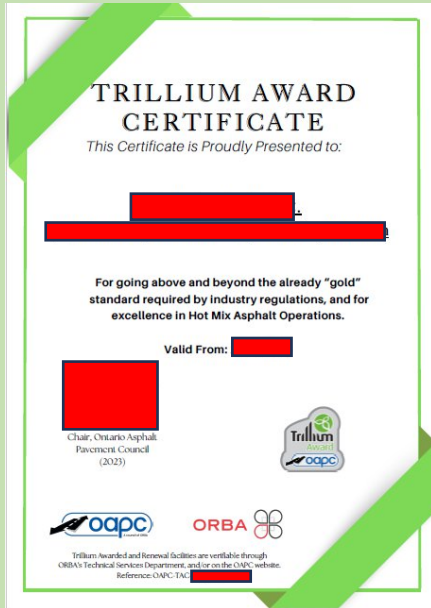 TRILLIUM AWARD
CERTIFICATE
This Certificate is Proudly Presented to:
For going above and beyond the already "gold"
standard required by industry regulations, and for
excellence in Hot Mix Asphalt Operations.
Valid From:
Chair, Ontario Asphalt
Pavement Council
(2023)
Trillium
Award
oapc
oapc
ORBA
Trillium Awarded and Renewal facilities are verifiable through
ORBA's Technical Services Department, and/or on the OAPC website.
Reference: OAPC-TAC